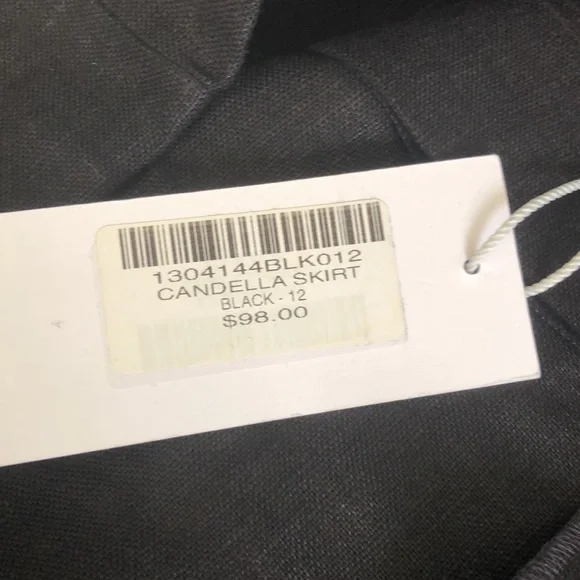 1304144BLK012
CANDELLA SKIRT
BLACK - 12
$98.00